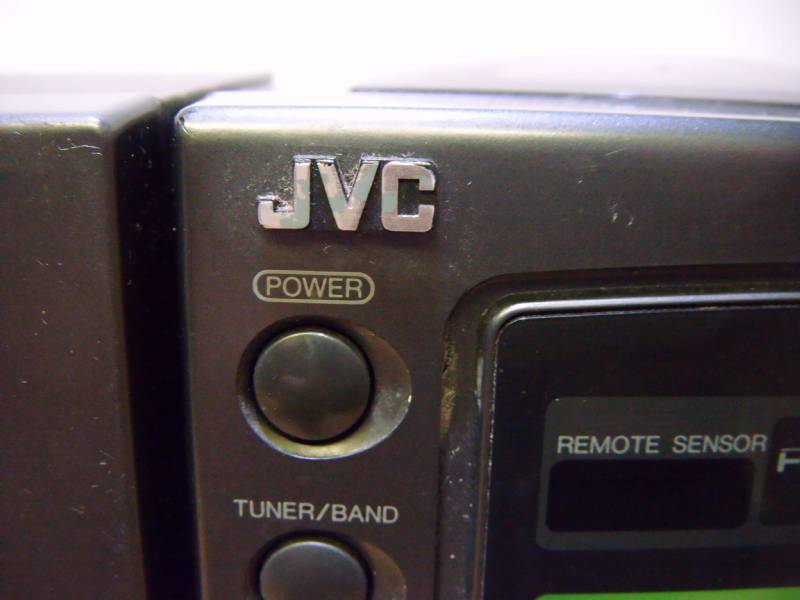 JVC
POWER
REMOTE SENSOR
TUNER/BAND